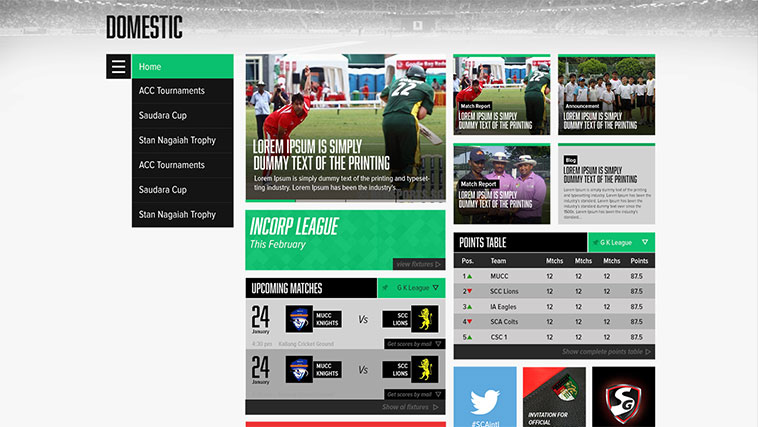 DOMESTIC
Home
ACC Tournaments
Saudara Cup
Stan Nagaiah Trophy
ACC Tournaments
Saudara Cup
Stan Nagaiah Trophy
LOREM IPSUM IS SIMPLY
DUMMY TEXT OF THE PRINTING
Lorem Ipsum is simply dummy text of the printing and typeset-
ting industry. Lorem Ipsum has been the industry's...
INCORP LEAGUE
This February
view fixtures
UPCOMING MATCHES
G K League
24
January
MUCC
KNIGHTS
Vs
SCC
LIONS
4:30 pm Kallang Cricket Ground
Get scores by mail
24
January
MUCC
KNIGHTS
Vs
SCC
LIONS
Get scores by mail
Show al fixtures
Match Report
LOREM IPSUM IS SIMPLY
DUMMY TEXT OF THE PRINTING
Announcement
LOREM IPSUM IS SIMPLY
DUMMY TEXT OF THE PRINTING
Match Report
LOREM IPSUM IS SIMPLY
DUMMY TEXT OF THE PRINTING
Blog
LOREM IPSUM IS SIMPLY
DUMMY TEXT OF THE PRINTING
Lorem Ipsum is simply dummy text of the printing and
typesetting industry. Lorem Ipsum has been the
industry's standard dummy text ever since the
1500s, Lorem Ipsum has been the industry's
standard...
POINTS TABLE
G K League
Pos. Team Mtchs Mtchs Mtchs Points
1 MUCC 12 12 12 87.5
2 SCC Lions 12 12 12 87.5
3 IA Eagles 12 12 12 87.5
4 SCA Colts 12 12 12 87.5
5 CSC 1 12 12 12 87.5
Show complete points table
#SCAintl
INVITATION FOR
OFFICIAL
SG